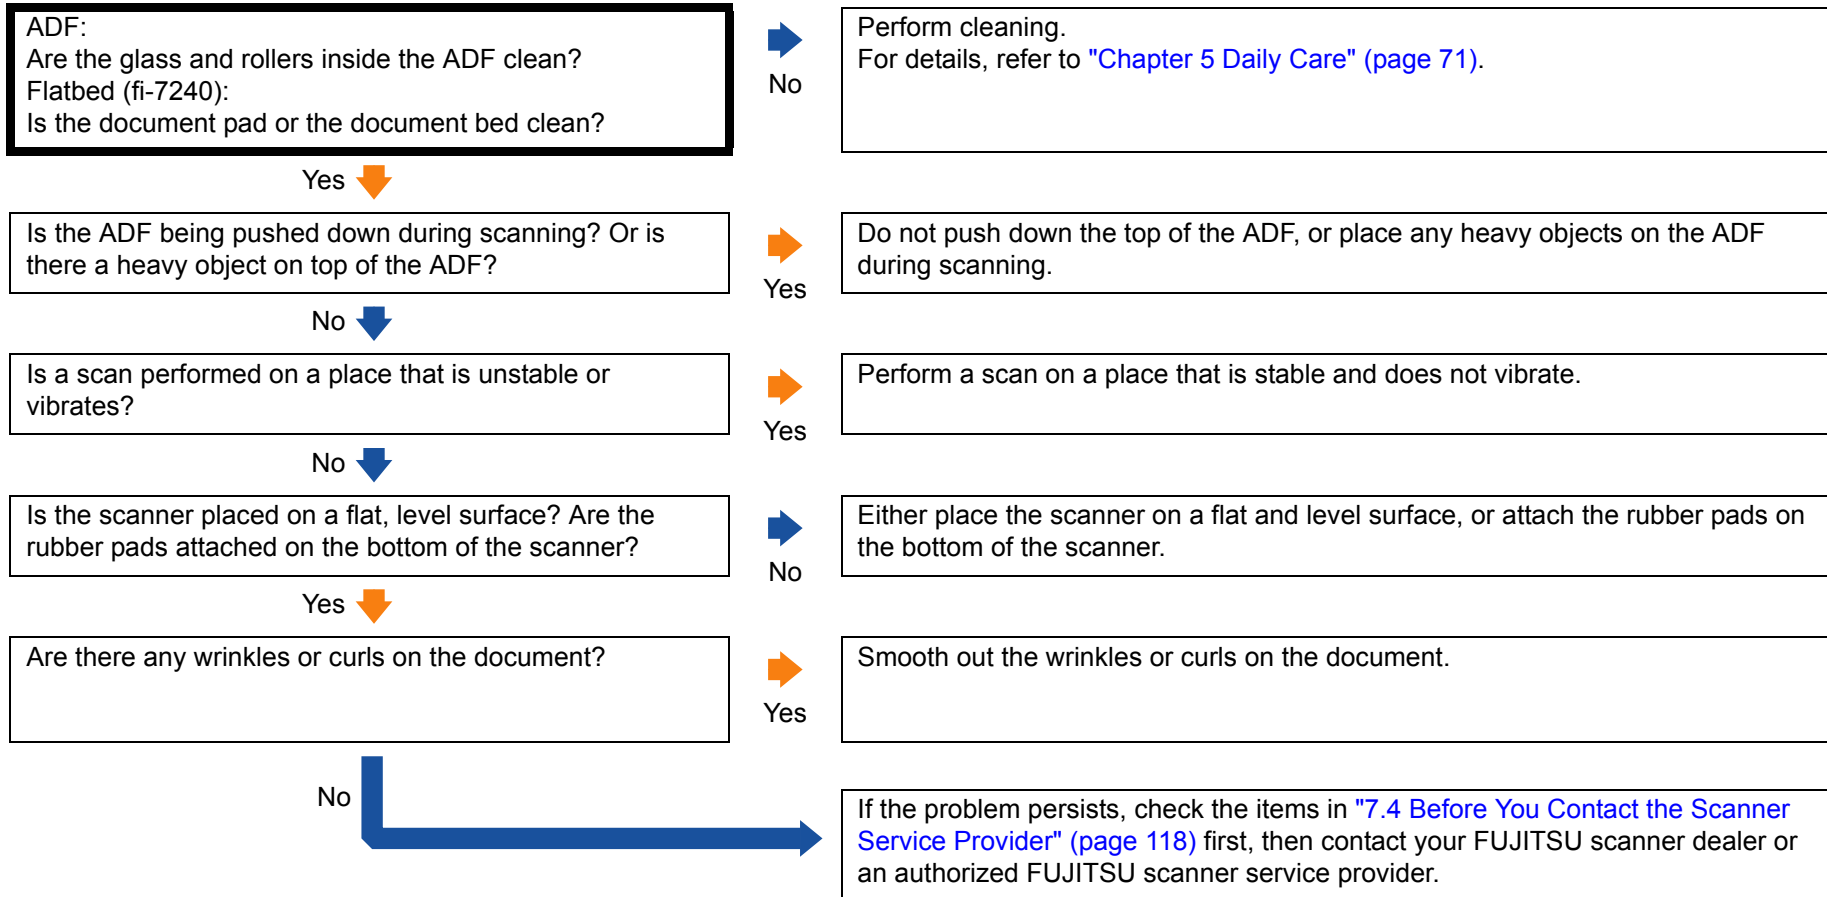 ADF:
Are the glass and rollers inside the ADF clean?
Flatbed (fi-7240):
Is the document pad or the document bed clean?
No
Perform cleaning.
For details, refer to "Chapter 5 Daily Care" (page 71).
Yes
Is the ADF being pushed down during scanning? Or is
there a heavy object on top of the ADF?
Yes
Do not push down the top of the ADF, or place any heavy objects on the ADF
during scanning.
No
Is a scan performed on a place that is unstable or
vibrates?
Yes
Perform a scan on a place that is stable and does not vibrate.
No
Is the scanner placed on a flat, level surface? Are the
rubber pads attached on the bottom of the scanner?
No
Either place the scanner on a flat and level surface, or attach the rubber pads on
the bottom of the scanner.
Yes
Are there any wrinkles or curls on the document?
Yes
Smooth out the wrinkles or curls on the document.
No
If the problem persists, check the items in "7.4 Before You Contact the Scanner
Service Provider" (page 118) first, then contact your FUJITSU scanner dealer or
an authorized FUJITSU scanner service provider.